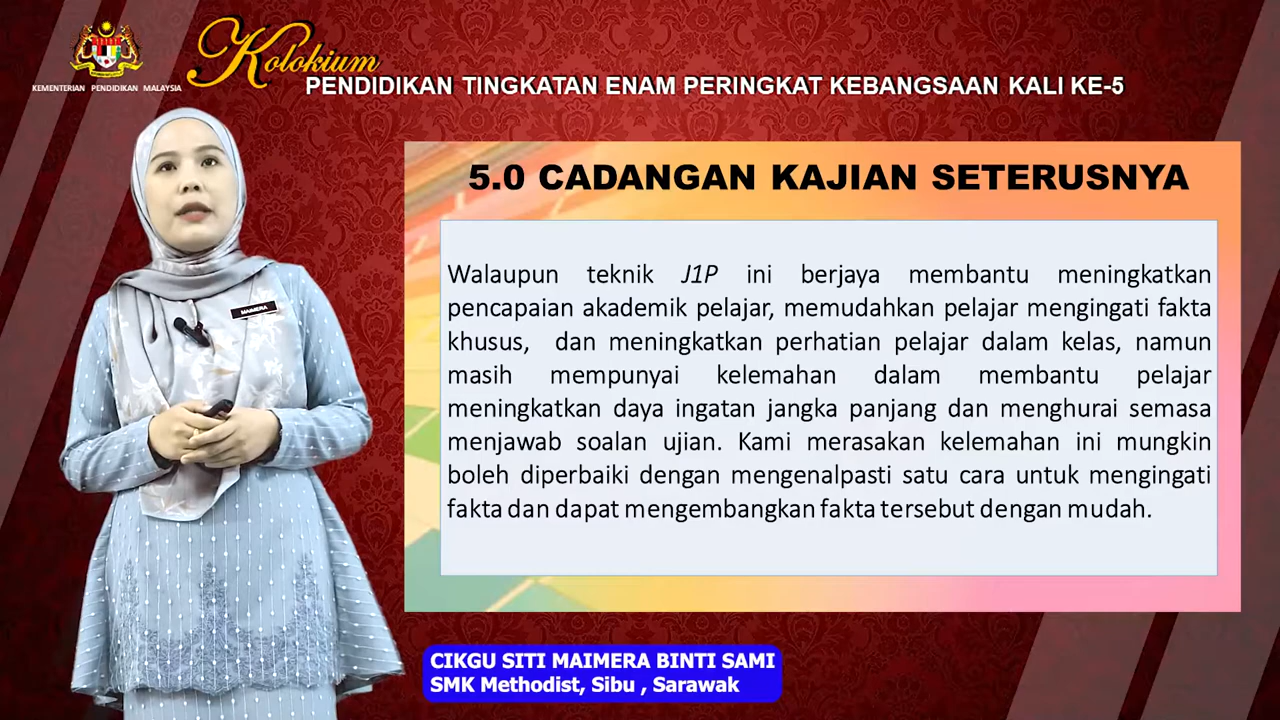 Kolokium
KEMENTERIAN PENDIDIKAN MALAYSIA
PENDIDIKAN TINGKATAN ENAM PERINGKAT KEBANGSAAN KALI KE-5
5.0 CADANGAN KAJIAN SETERUSNYA
Walaupun teknik J1P ini berjaya membantu meningkatkan
pencapaian akademik pelajar, memudahkan pelajar mengingati fakta
khusus, dan meningkatkan perhatian pelajar dalam kelas, namun
masih mempunyai kelemahan dalam membantu pelajar
meningkatkan daya ingatan jangka panjang dan menghurai semasa
menjawab soalan ujian. Kami merasakan kelemahan ini mungkin
boleh diperbaiki dengan mengenalpasti satu cara untuk mengingati
fakta dan dapat mengembangkan fakta tersebut dengan mudah.
MAIMERA
CIKGU SITI MAIMERA BINTI SAMI
SMK Methodist, Sibu , Sarawak